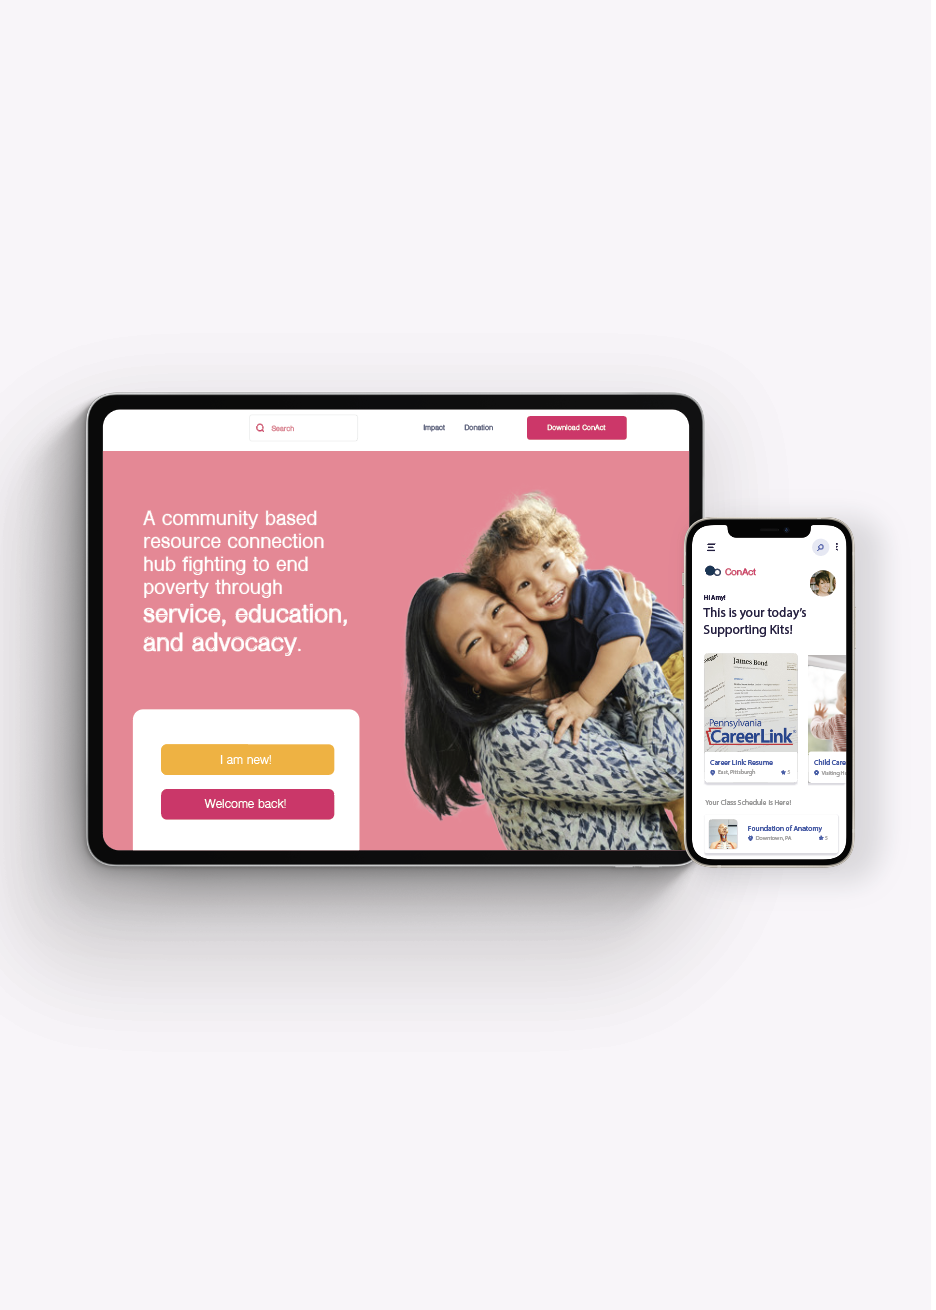 Search
Impact
Donation
Download ConAct
A community based
resource connection
hub fighting to end
poverty through
service, education,
and advocacy.
I am new!
Welcome back!
ConAct
Hi Amy!
This is your today's
Supporting Kits!
James Bond
Pennsylvania
CareerLink
Career Link Resume
East, Pittsburgh
5
Child Care
Visiting
Your Class Schedule is Here!
Foundation of Anatomy
Downtown, PA
5